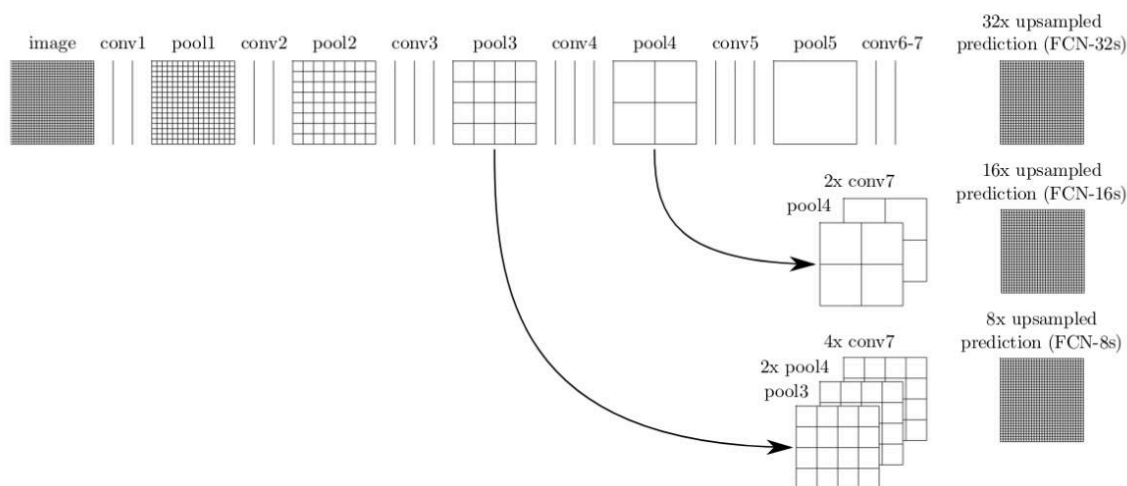 image
conv1
pool1
conv2
pool2
conv3
pool3
conv4
pool4
conv5
pool5
conv6-7
32x upsampled
prediction (FCN-32s)
2x conv7
pool4
16x upsampled
prediction (FCN-16s)
4x conv7
2x pool4
pool3
8x upsampled
prediction (FCN-8s)